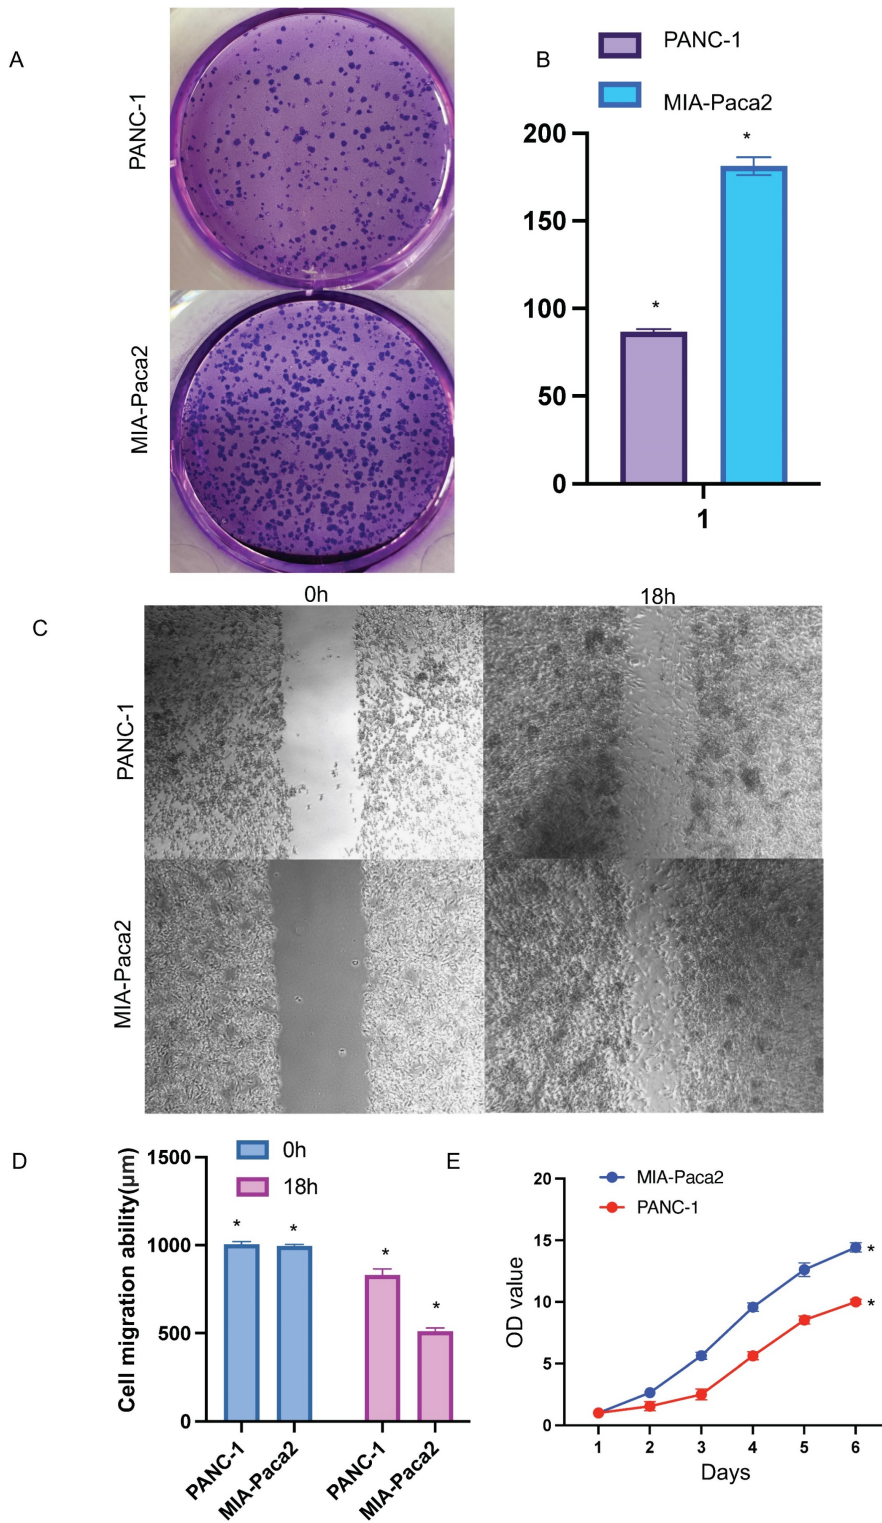 A
PANC-1
MIA-Paca2
B
PANC-1
MIA-Paca2
200
150
100
50
0
*
*
1
C
0h
18h
PANC-1
MIA-Paca2
D
0h
18h
Cell migration ability(μm)
1500
1000
500
0
*
*
*
*
PANC-1
MIA-Paca2
PANC-1
MIA-Paca2
E
MIA-Paca2
PANC-1
OD value
20
15
10
5
0
*
*
1 2 3 4 5 6
Days